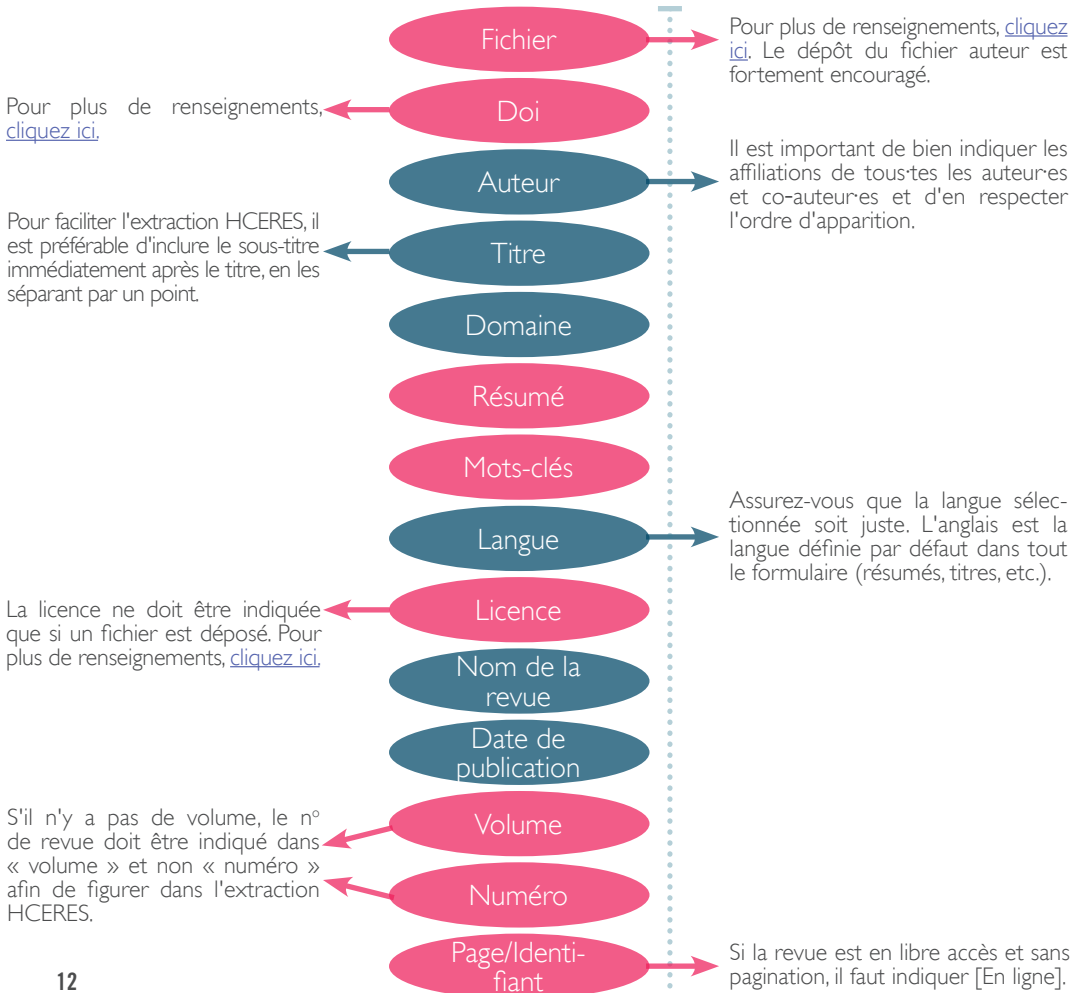 Fichier
Pour plus de renseignements, cliquez
ici. Le dépôt du fichier auteur est
fortement encouragé.
Pour plus de renseignements,
cliquez ici.
Doi
Auteur
Il est important de bien indiquer les
affiliations de tous·tes les auteur·es
et co-auteur·es et d'en respecter
l'ordre d'apparition.
Pour faciliter l'extraction HCERES, il
est préférable d'inclure le sous-titre
immédiatement après le titre, en les
séparant par un point.
Titre
Domaine
Résumé
Mots-clés
Langue
Assurez-vous que la langue sélec-
tionnée soit juste. L'anglais est la
langue définie par défaut dans tout
le formulaire (résumés, titres, etc.).
La licence ne doit être indiquée
que si un fichier est déposé. Pour
plus de renseignements, cliquez ici.
Licence
Nom de la
revue
Date de
publication
S'il n'y a pas de volume, le n°
de revue doit être indiqué dans
« volume » et non « numéro »
afin de figurer dans l'extraction
HCERES.
Volume
Numéro
Page/Identi-
fiant
Si la revue est en libre accès et sans
pagination, il faut indiquer [En ligne].
12